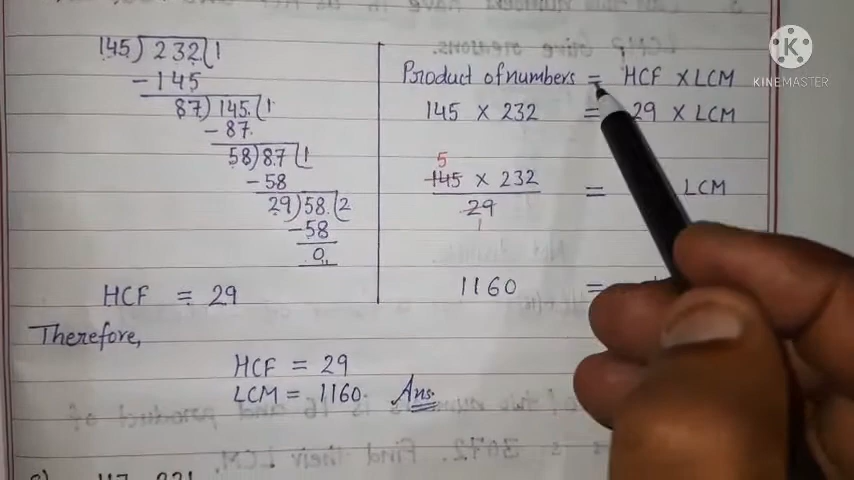 145) 232 (1
- 145
87) 145 (1
- 87
58) 87 (1
- 58
29) 58 (2
- 58
0
HCF = 29
Product of numbers = HCF × LCM
145 × 232 = 29 × LCM
5
145 × 232 = LCM
29
1
1160 =
Therefore,
HCF = 29
LCM = 1160. Ans.
KINEMASTER